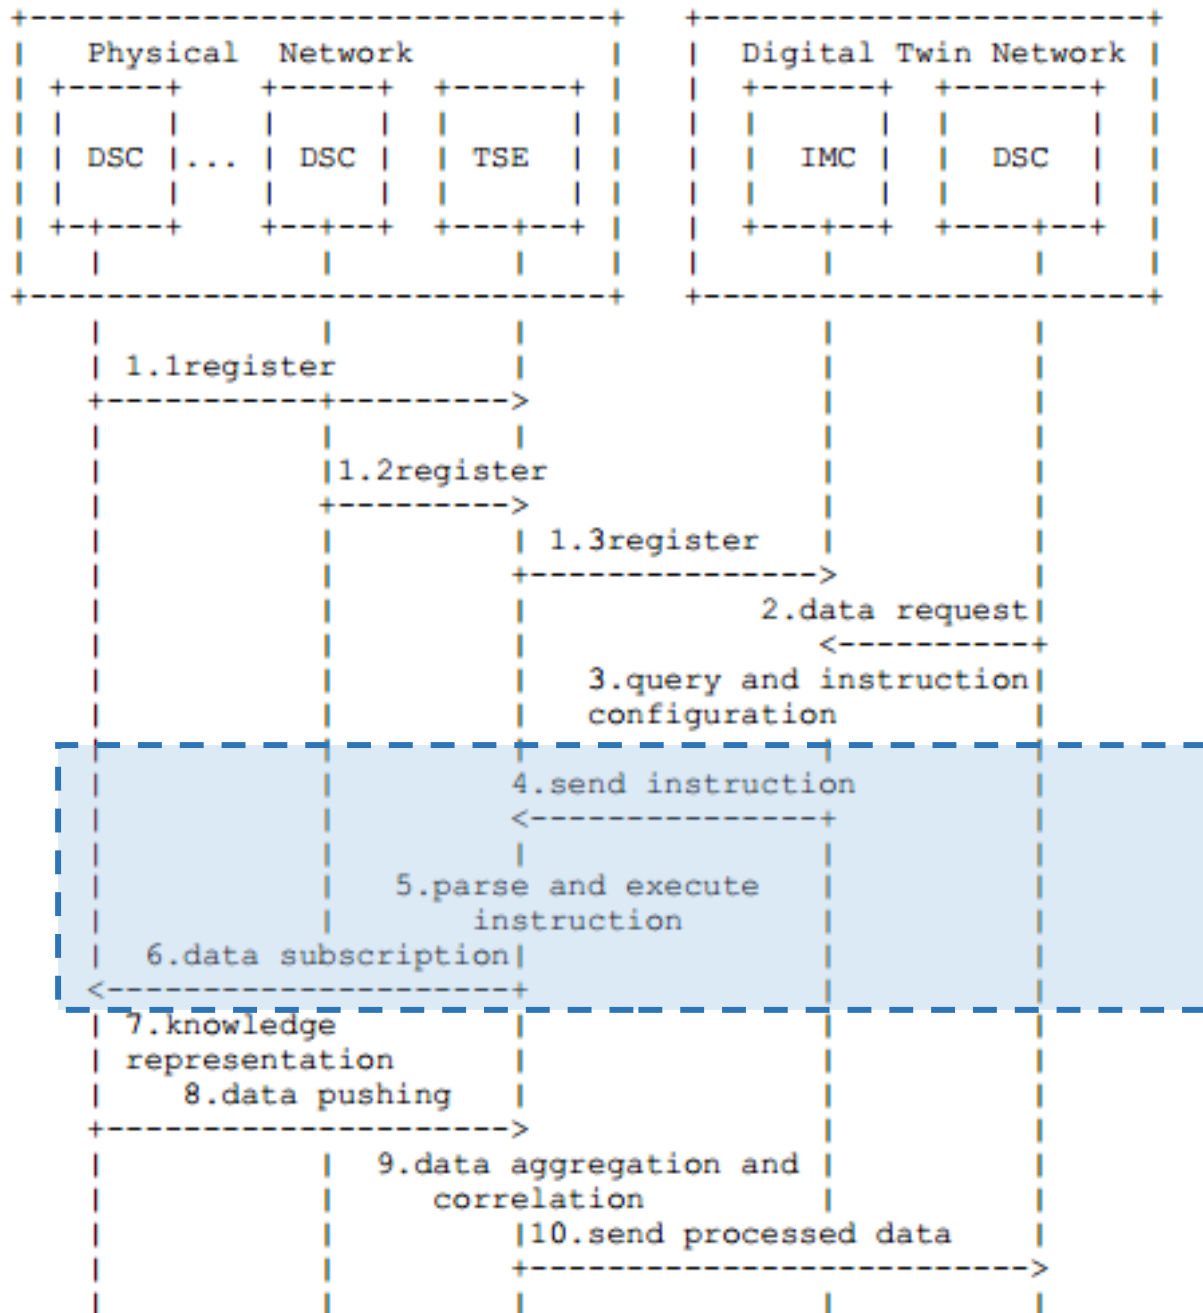 Physical Network
Digital Twin Network
DSC ... DSC TSE IMC DSC
1.1register
1.2register
1.3register
2.data request
3.query and instruction
configuration
4.send instruction
5.parse and execute
instruction
6.data subscription
7.knowledge
representation
8.data pushing
9.data aggregation and
correlation
10.send processed data